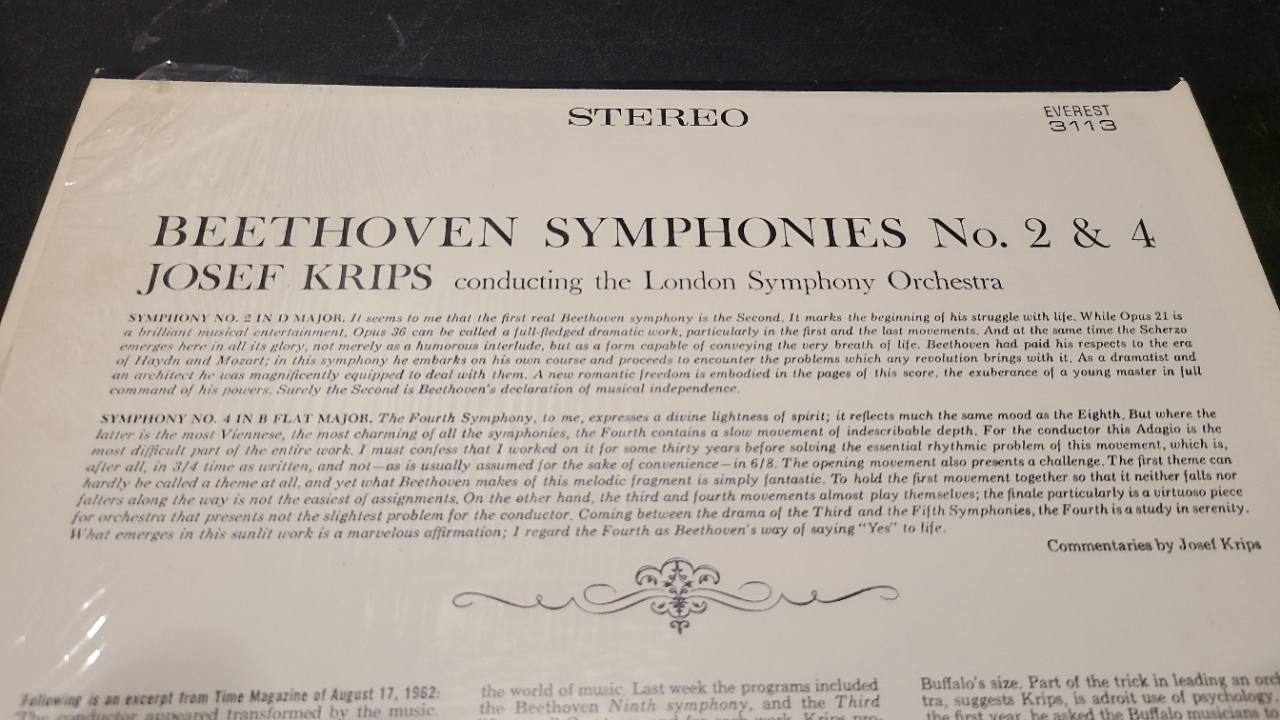 STEREO
EVEREST
3113
BEETHOVEN SYMPHONIES No. 2 & 4
JOSEF KRIPS conducting the London Symphony Orchestra
SYMPHONY NO. 2 IN D MAJOR. It seems to me that the first real Beethoven symphony is the Second. It marks the beginning of his struggle with life. While Opus 21 is
a brilliant musical entertainment, Opus 36 can be called a full-fledged dramatic work, particularly in the first and the last movements. And at the same time the Scherzo
emerges here in all its glory, not merely as a humorous interlude, but as a form capable of conveying the very breath of life. Beethoven had paid his respects to the era
of Haydn and Mozart; in this symphony he embarks on his own course and proceeds to encounter the problems which any revolution brings with it. As a dramatist and
an architect he was magnificently equipped to deal with them. A new romantic freedom is embodied in the pages of this score, the exuberance of a young master in full
command of his powers. Surely the Second is Beethoven's declaration of musical independence.
SYMPHONY NO. 4 IN B FLAT MAJOR. The Fourth Symphony, to me, expresses a divine lightness of spirit; it reflects much the same mood as the Eighth. But where the
latter is the most Viennese, the most charming of all the symphonies, the Fourth contains a slow movement of indescribable depth. For the conductor this Adagio is the
most difficult part of the entire work. I must confess that I worked on it for some thirty years before solving the essential rhythmic problem of this movement, which is,
after all, in 3/4 time as written, and not—as is usually assumed for the sake of convenience—in 6/8. The opening movement also presents a challenge. The first theme can
hardly be called a theme at all, and yet what Beethoven makes of this melodic fragment is simply fantastic. To hold the first movement together so that it neither falls nor
falters along the way is not the easiest of assignments. On the other hand, the third and fourth movements almost play themselves; the finale particularly is a virtuoso piece
for orchestra that presents not the slightest problem for the conductor. Coming between the drama of the Third and the Fifth Symphonies, the Fourth is a study in serenity.
What emerges in this sunlit work is a marvelous affirmation; I regard the Fourth as Beethoven's way of saying "Yes" to life.
Commentaries by Josef Krips
Following is an excerpt from Time Magazine of August 17, 1962:
The conductor appeared transformed by the music.
the world of music. Last week the programs included
the Beethoven Ninth symphony, and the Third
Buffalo's size. Part of the trick in leading an
tra, suggests Krips, is adroit use of psychology.
the first year, he asked the Buffalo musicians